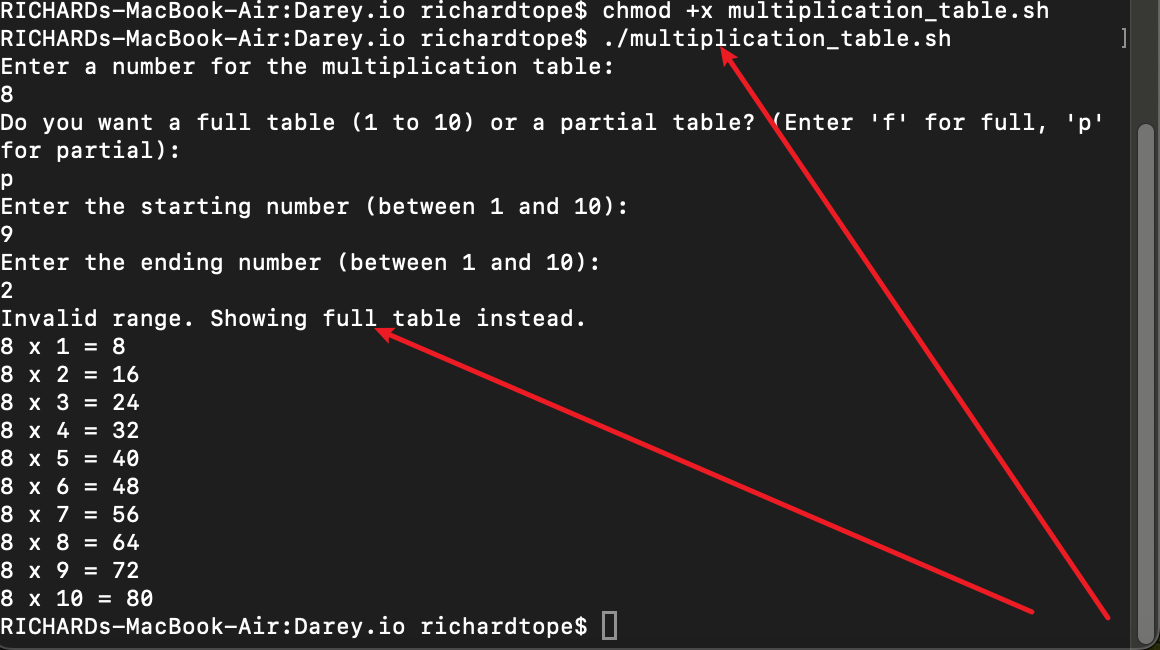 RICHARDs-MacBook-Air:Darey.io richardtope$ chmod +x multiplication_table.sh
RICHARDs-MacBook-Air:Darey.io richardtope$ ./multiplication_table.sh ]
Enter a number for the multiplication table:
8
Do you want a full table (1 to 10) or a partial table? (Enter 'f' for full, 'p'
for partial):
p
Enter the starting number (between 1 and 10):
9
Enter the ending number (between 1 and 10):
2
Invalid range. Showing full table instead.
8 x 1 = 8
8 x 2 = 16
8 x 3 = 24
8 x 4 = 32
8 x 5 = 40
8 x 6 = 48
8 x 7 = 56
8 x 8 = 64
8 x 9 = 72
8 x 10 = 80
RICHARDs-MacBook-Air:Darey.io richardtope$